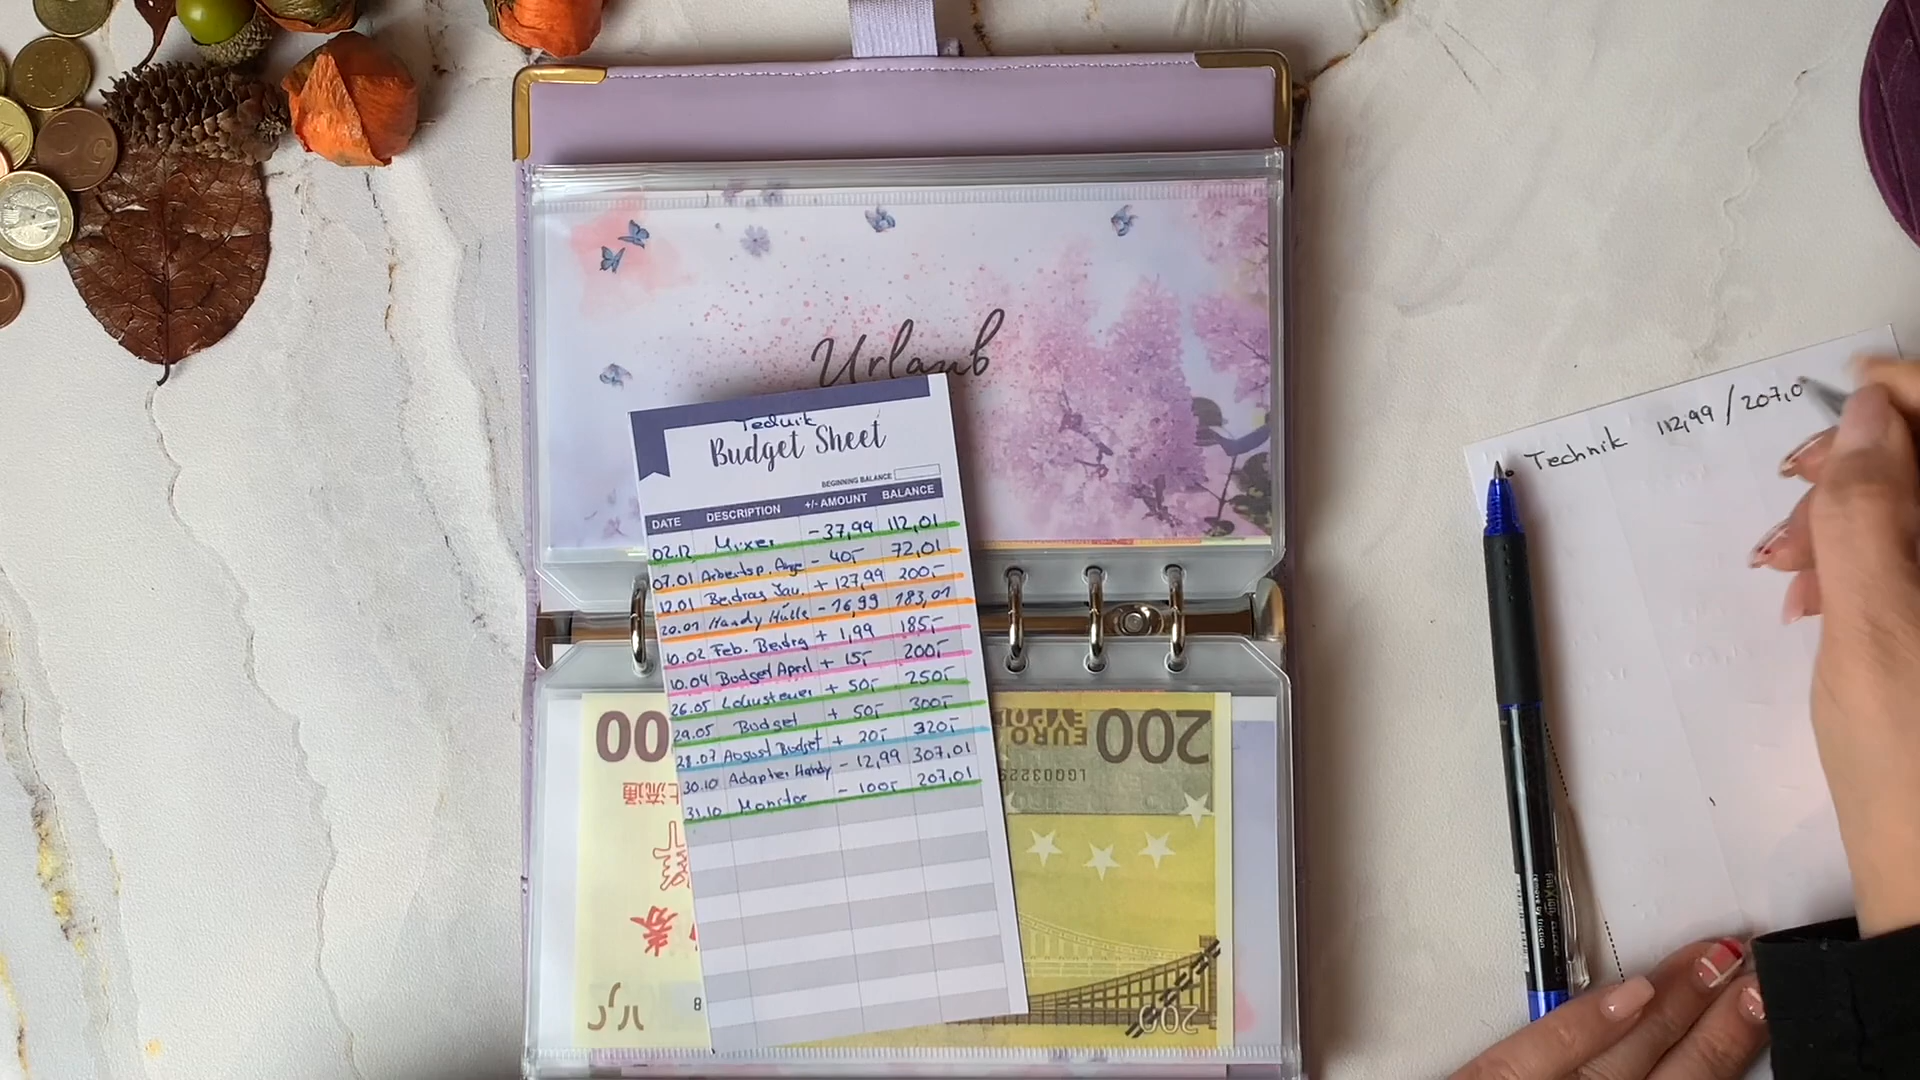 Urlaub
Technik
Budget Sheet
BEGINNING BALANCE
DATE DESCRIPTION +/- AMOUNT BALANCE
02.12 Mixer - 37,99 112,01
07.01 Arbeitsp. - 40,- 72,01
12.01 Beitrag Jan. + 127,99 200,-
20.01 Handy Hülle - 16,99 183,01
10.02 Feb. Beitrag + 1,99 185,-
10.04 Budget April + 15,- 200,-
26.05 Lohnsteuer + 50,- 250,-
29.05 Budget + 50,- 300,-
28.07 August Budget + 20,- 320,-
30.10 Adapter Handy - 12,99 307,01
31.10 Monitor - 100,- 207,01
Technik 112,99 / 207,0
200
EURO
ΕΥΡΩ
200